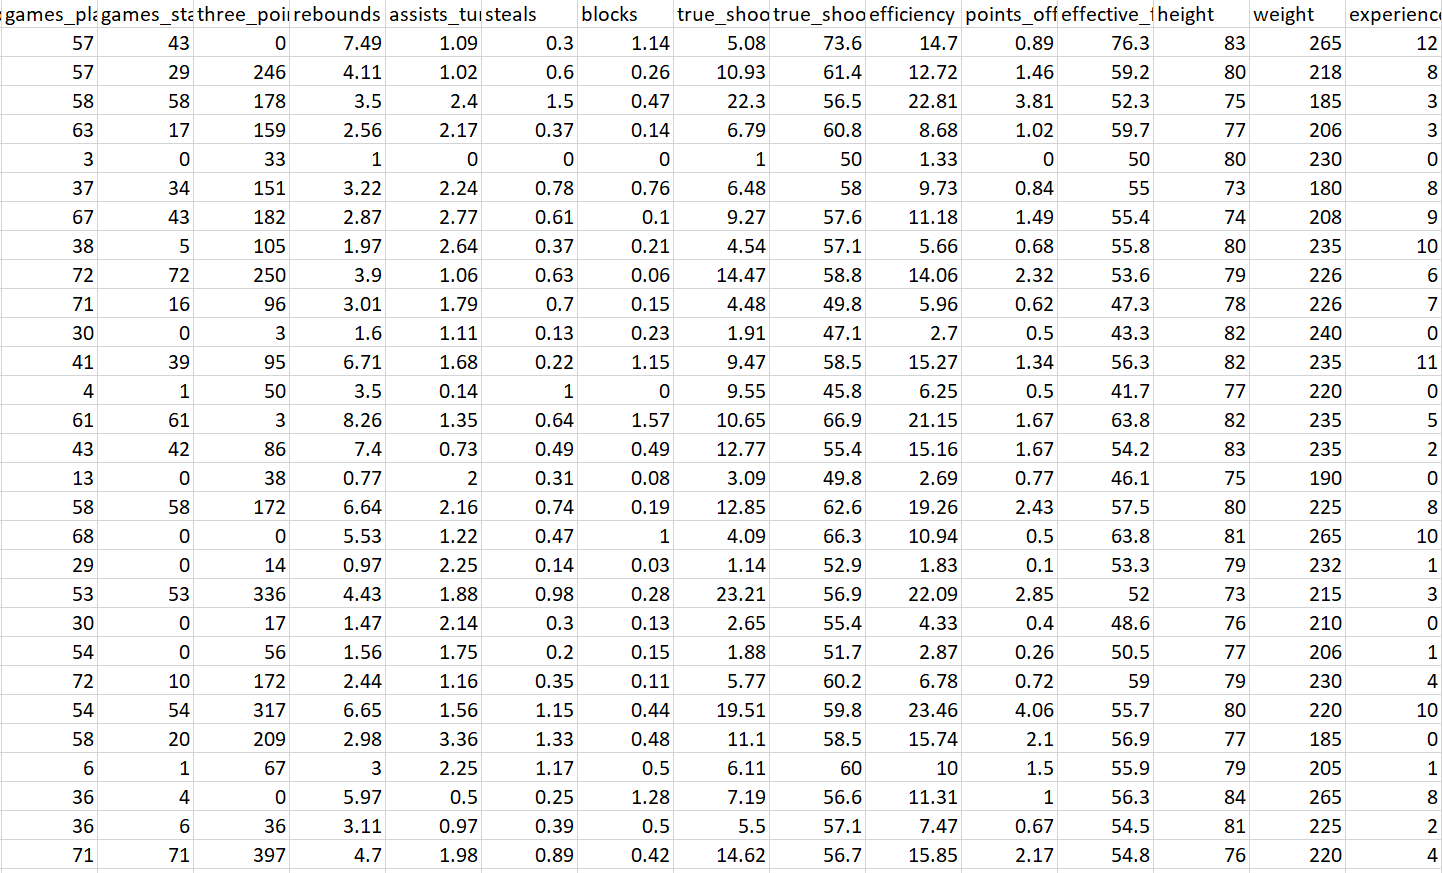 games_pla games_sta three_poin rebounds assists_tur steals blocks true_shoo true_shoo efficiency points_off effective_f height weight experience
57 43 0 7.49 1.09 0.3 1.14 5.08 73.6 14.7 0.89 76.3 83 265 12
57 29 246 4.11 1.02 0.6 0.26 10.93 61.4 12.72 1.46 59.2 80 218 8
58 58 178 3.5 2.4 1.5 0.47 22.3 56.5 22.81 3.81 52.3 75 185 3
63 17 159 2.56 2.17 0.37 0.14 6.79 60.8 8.68 1.02 59.7 77 206 3
3 0 33 1 0 0 0 1 50 1.33 0 50 80 230 0
37 34 151 3.22 2.24 0.78 0.76 6.48 58 9.73 0.84 55 73 180 8
67 43 182 2.87 2.77 0.61 0.1 9.27 57.6 11.18 1.49 55.4 74 208 9
38 5 105 1.97 2.64 0.37 0.21 4.54 57.1 5.66 0.68 55.8 80 235 10
72 72 250 3.9 1.06 0.63 0.06 14.47 58.8 14.06 2.32 53.6 79 226 6
71 16 96 3.01 1.79 0.7 0.15 4.48 49.8 5.96 0.62 47.3 78 226 7
30 0 3 1.6 1.11 0.13 0.23 1.91 47.1 2.7 0.5 43.3 82 240 0
41 39 95 6.71 1.68 0.22 1.15 9.47 58.5 15.27 1.34 56.3 82 235 11
4 1 50 3.5 0.14 1 0 9.55 45.8 6.25 0.5 41.7 77 220 0
61 61 3 8.26 1.35 0.64 1.57 10.65 66.9 21.15 1.67 63.8 82 235 5
43 42 86 7.4 0.73 0.49 0.49 12.77 55.4 15.16 1.67 54.2 83 235 2
13 0 38 0.77 2 0.31 0.08 3.09 49.8 2.69 0.77 46.1 75 190 0
58 58 172 6.64 2.16 0.74 0.19 12.85 62.6 19.26 2.43 57.5 80 225 8
68 0 0 5.53 1.22 0.47 1 4.09 66.3 10.94 0.5 63.8 81 265 10
29 0 14 0.97 2.25 0.14 0.03 1.14 52.9 1.83 0.1 53.3 79 232 1
53 53 336 4.43 1.88 0.98 0.28 23.21 56.9 22.09 2.85 52 73 215 3
30 0 17 1.47 2.14 0.3 0.13 2.65 55.4 4.33 0.4 48.6 76 210 0
54 0 56 1.56 1.75 0.2 0.15 1.88 51.7 2.87 0.26 50.5 77 206 1
72 10 172 2.44 1.16 0.35 0.11 5.77 60.2 6.78 0.72 59 79 230 4
54 54 317 6.65 1.56 1.15 0.44 19.51 59.8 23.46 4.06 55.7 80 220 10
58 20 209 2.98 3.36 1.33 0.48 11.1 58.5 15.74 2.1 56.9 77 185 0
6 1 67 3 2.25 1.17 0.5 6.11 60 10 1.5 55.9 79 205 1
36 4 0 5.97 0.5 0.25 1.28 7.19 56.6 11.31 1 56.3 84 265 8
36 6 36 3.11 0.97 0.39 0.5 5.5 57.1 7.47 0.67 54.5 81 225 2
71 71 397 4.7 1.98 0.89 0.42 14.62 56.7 15.85 2.17 54.8 76 220 4